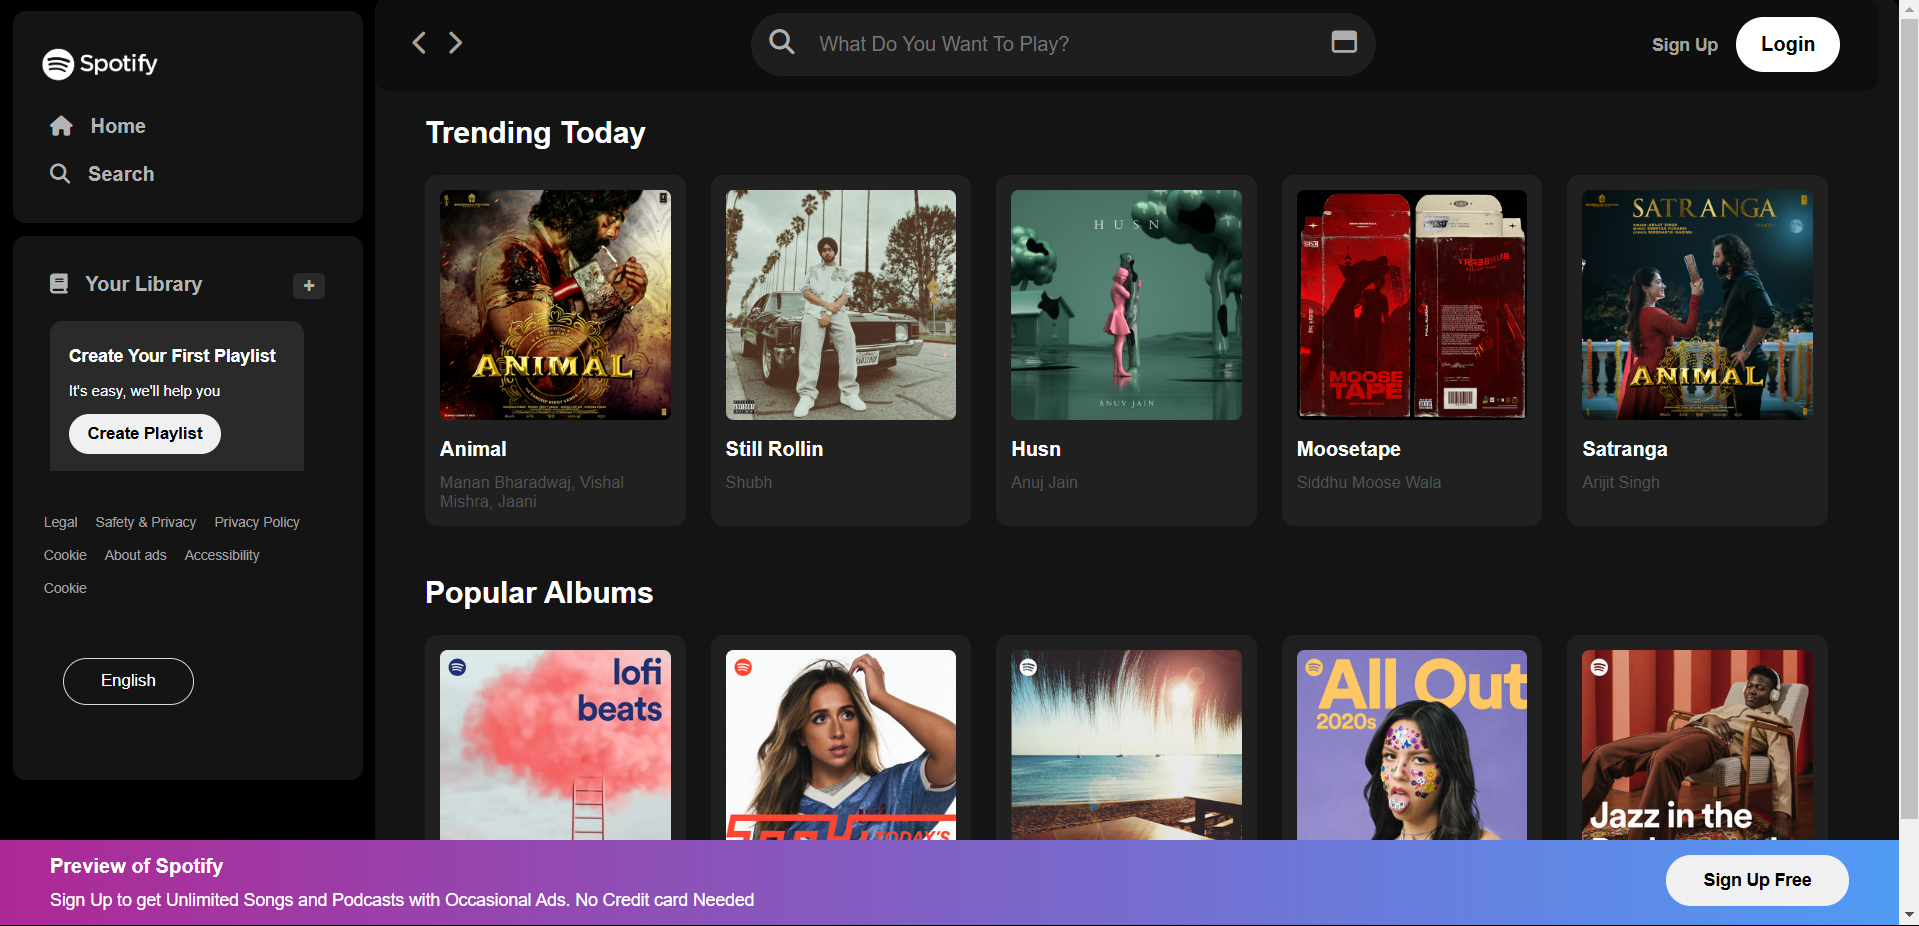 Spotify
Home
Search
Your Library
+
Create Your First Playlist
It's easy, we'll help you
Create Playlist
Legal Safety & Privacy Privacy Policy
Cookie About ads Accessibility
Cookie
English
What Do You Want To Play?
Sign Up
Login
Trending Today
ANIMAL
Animal
Manan Bharadwaj, Vishal
Mishra, Jaani
Still Rollin
Shubh
HUSN
ANUV JAIN
Husn
Anuj Jain
BURBERRY
MOOSE
TAPE
Moosetape
Siddhu Moose Wala
SATRANGA
ANIMAL
Satranga
Arijit Singh
Popular Albums
lofi
beats
TODAY'S
All Out
2020s
Jazz in the
Preview of Spotify
Sign Up to get Unlimited Songs and Podcasts with Occasional Ads. No Credit card Needed
Sign Up Free